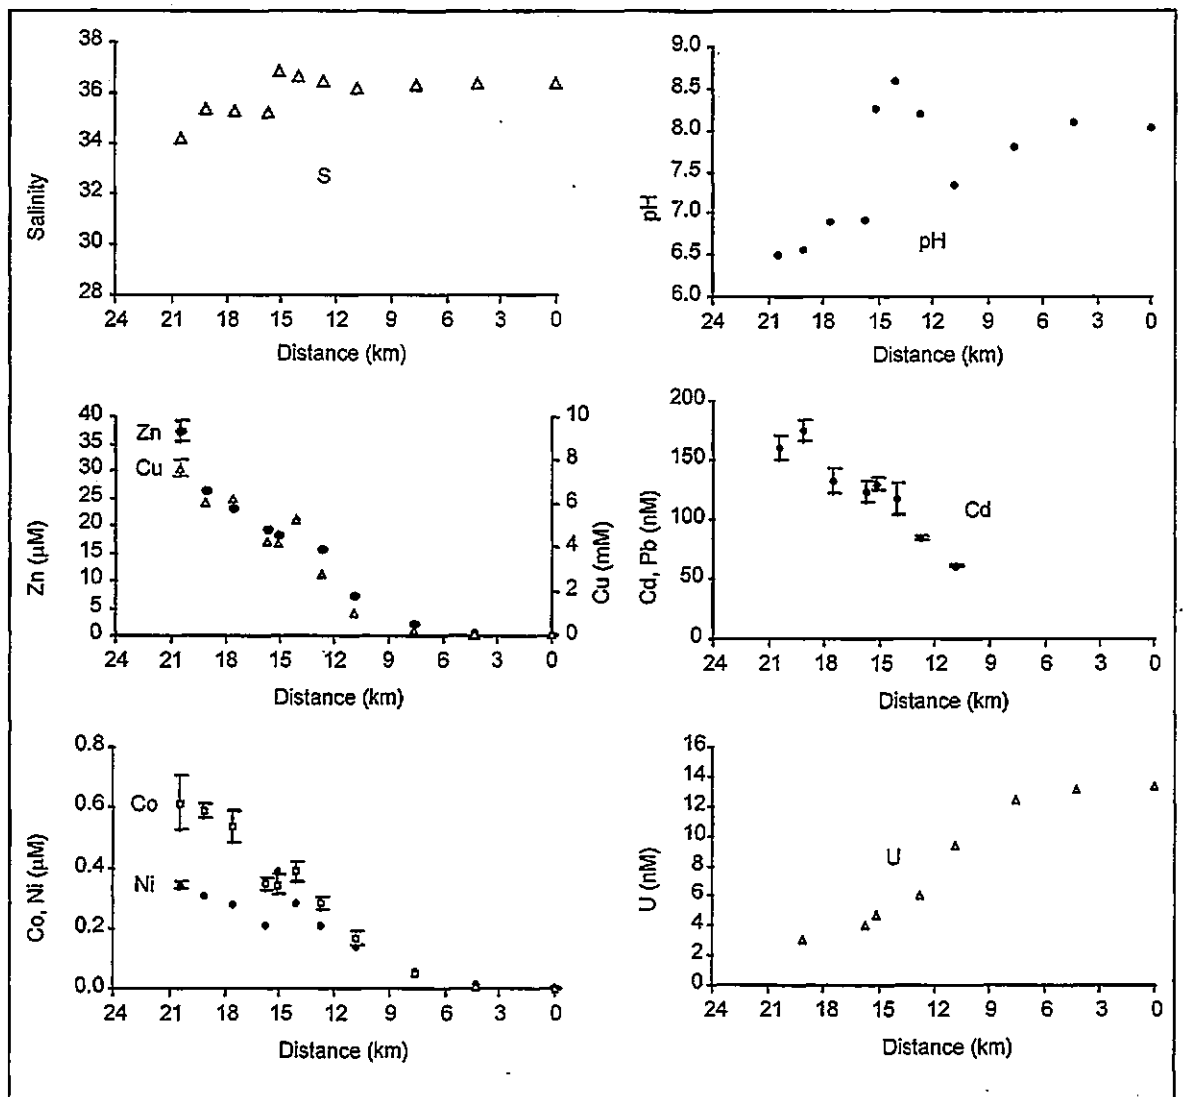 38
36
34
32
30
28
Salinity
S
24 21 18 15 12 9 6 3 0
Distance (km)
9.0
8.5
8.0
7.5
7.0
6.5
6.0
pH
pH
24 21 18 15 12 9 6 3 0
Distance (km)
40
35
30
25
20
15
10
5
0
Zn (µM)
Zn
Cu
10
8
6
4
2
0
Cu (mM)
24 21 18 15 12 9 6 3 0
Distance (km)
200
150
100
50
0
Cd, Pb (nM)
Cd
24 21 18 15 12 9 6 3 0
Distance (km)
0.8
0.6
0.4
0.2
0.0
Co, Ni (µM)
Co
Ni
24 21 18 15 12 9 6 3 0
Distance (km)
16
14
12
10
8
6
4
2
0
U (nM)
U
24 21 18 15 12 9 6 3 0
Distance (km)